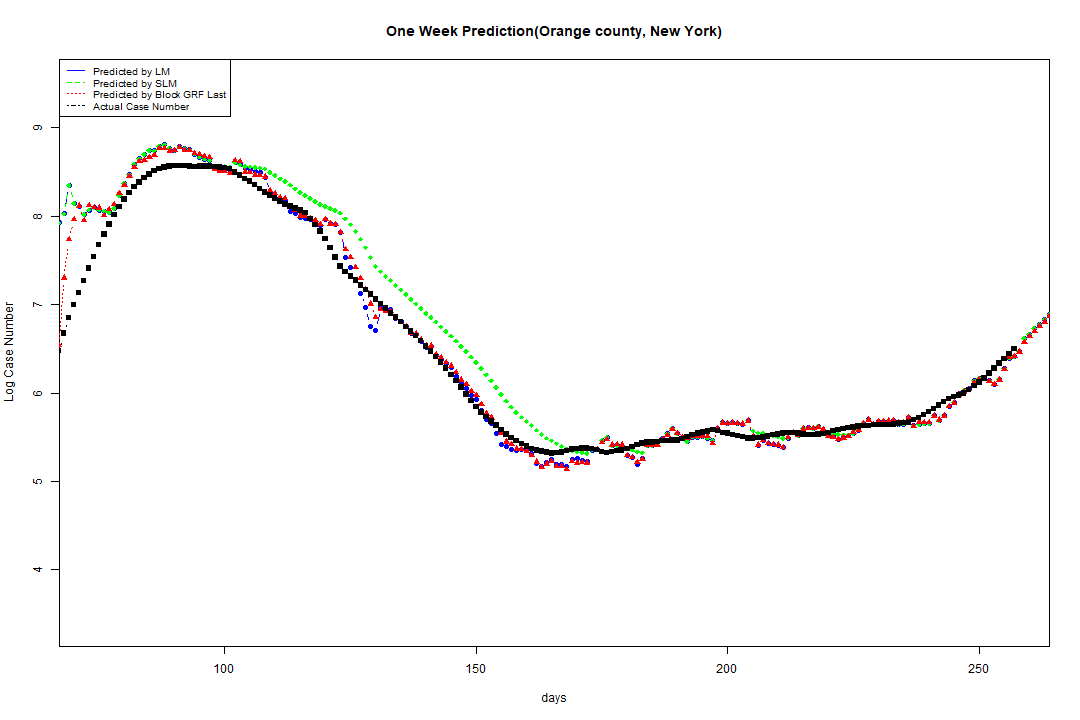 One Week Prediction(Orange county, New York)
Predicted by LM
Predicted by SLM
Predicted by Block GRF Last
Actual Case Number
Log Case Number
9
8
7
6
5
4
100
150
200
250
days